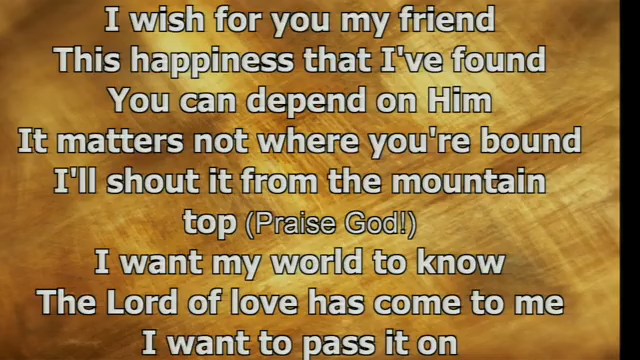 I wish for you my friend
This happiness that I've found
You can depend on Him
It matters not where you're bound
I'll shout it from the mountain
top (Praise God!)
I want my world to know
The Lord of love has come to me
I want to pass it on